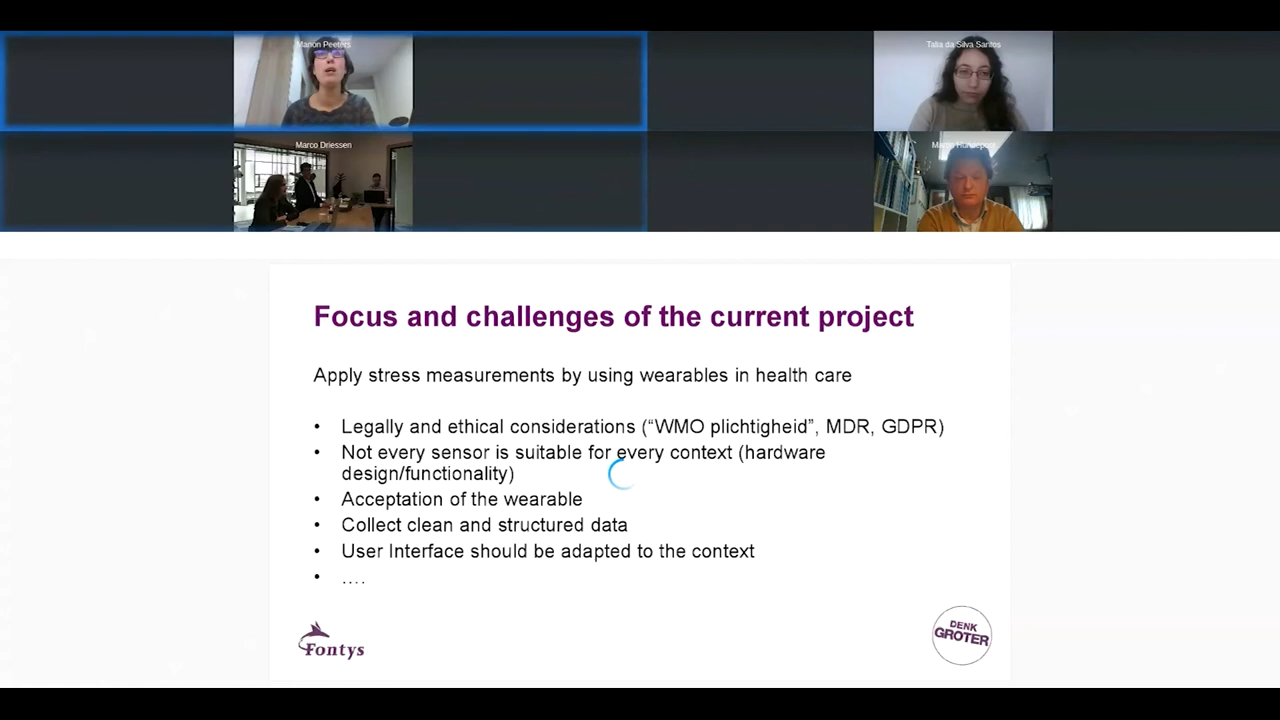 Manon Peeters
Talia da Silva Santos
Marco Driessen
Focus and challenges of the current project
Apply stress measurements by using wearables in health care
• Legally and ethical considerations (“WMO plichtigheid”, MDR, GDPR)
• Not every sensor is suitable for every context (hardware
design/functionality)
• Acceptation of the wearable
• Collect clean and structured data
• User Interface should be adapted to the context
• ....
Fontys
DENK
GROTER